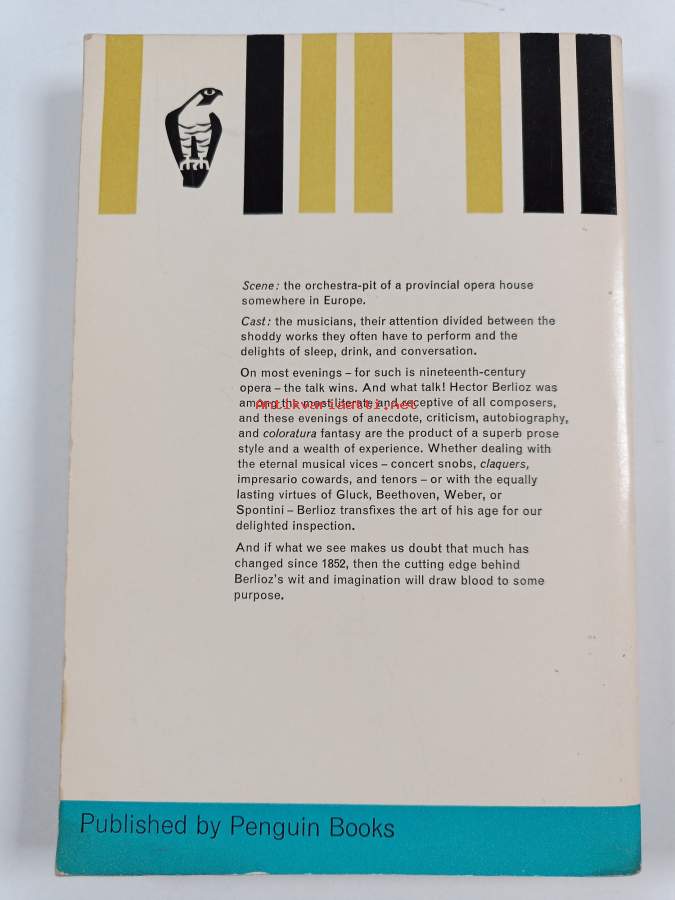 Scene: the orchestra-pit of a provincial opera house
somewhere in Europe.
Cast: the musicians, their attention divided between the
shoddy works they often have to perform and the
delights of sleep, drink, and conversation.
On most evenings – for such is nineteenth-century
opera – the talk wins. And what talk! Hector Berlioz was
among the most literate and receptive of all composers,
Antikvariaatti.net
and these evenings of anecdote, criticism, autobiography,
and coloratura fantasy are the product of a superb prose
style and a wealth of experience. Whether dealing with
the eternal musical vices – concert snobs, claquers,
impresario cowards, and tenors – or with the equally
lasting virtues of Gluck, Beethoven, Weber, or
Spontini – Berlioz transfixes the art of his age for our
delighted inspection.
And if what we see makes us doubt that much has
changed since 1852, then the cutting edge behind
Berlioz's wit and imagination will draw blood to some
purpose.
Published by Penguin Books